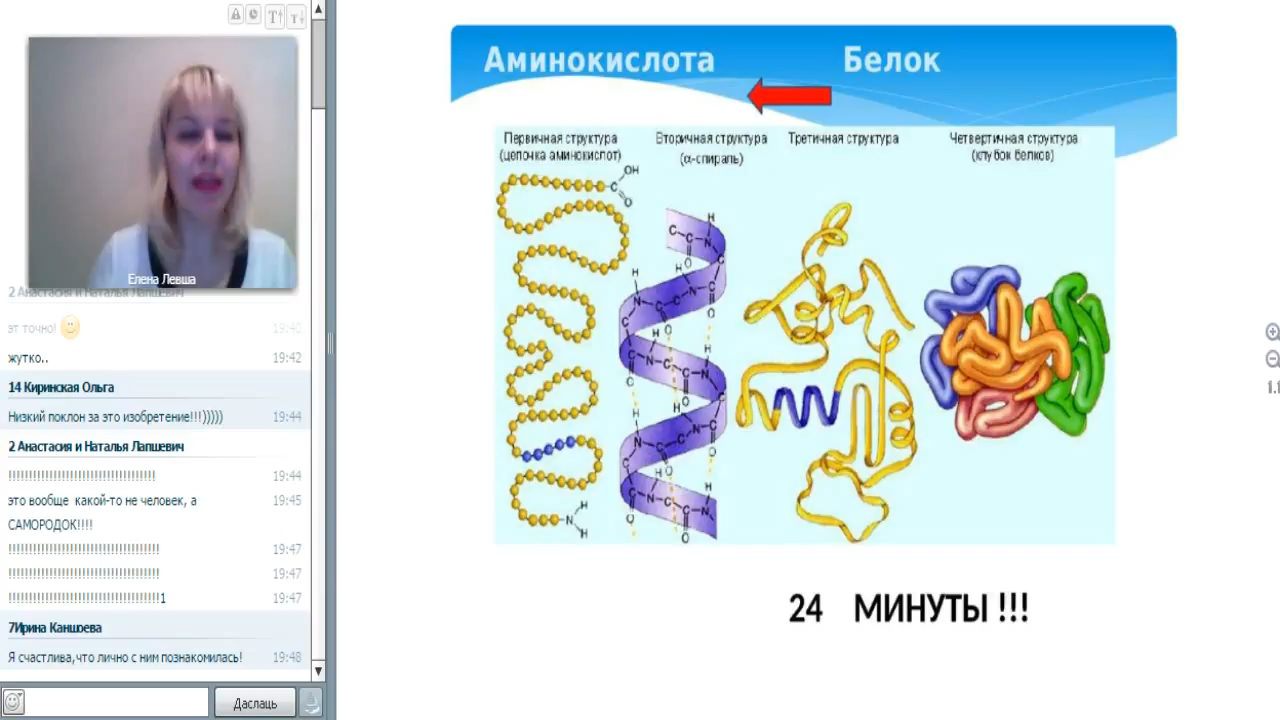 Елена Левша
2 Анастасия и Наталья Лапшевич
эт точно! 19:40
жутко.. 19:42
14 Киринская Ольга
Низкий поклон за это изобретение!!!))))) 19:44
2 Анастасия и Наталья Лапшевич
!!!!!!!!!!!!!!!!!!!!!!!!!!!!!!!!!!!! 19:44
это вообще какой-то не человек, а 19:45
САМОРОДОК!!!!
!!!!!!!!!!!!!!!!!!!!!!!!!!!!!!!!!!!!! 19:47
!!!!!!!!!!!!!!!!!!!!!!!!!!!!!!!!!!!!! 19:47
!!!!!!!!!!!!!!!!!!!!!!!!!!!!!!!!!!!!!1 19:47
7Ирина Каншоева
Я счастлива,что лично с ним познакомилась! 19:48
Даслаць
Аминокислота Белок
Первичная структура
(цепочка аминокислот)
Вторичная структура
(α-спираль)
Третичная структура
Четвертичная структура
(клубок белков)
24 МИНУТЫ !!!